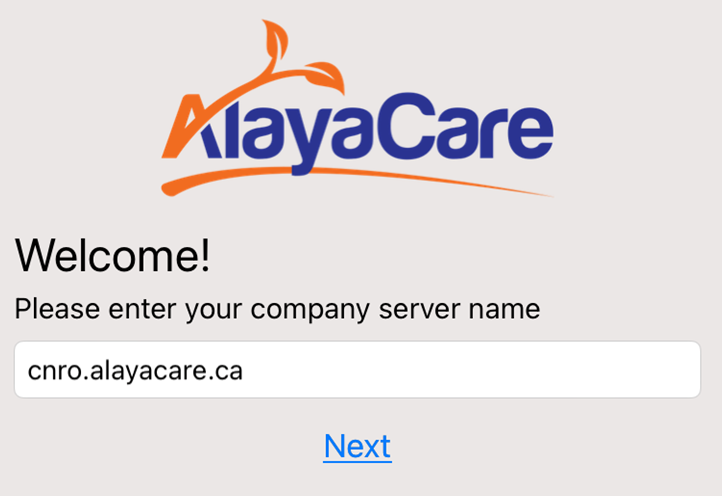 AlayaCare
Welcome!
Please enter your company server name
cnro.alayacare.ca
Next